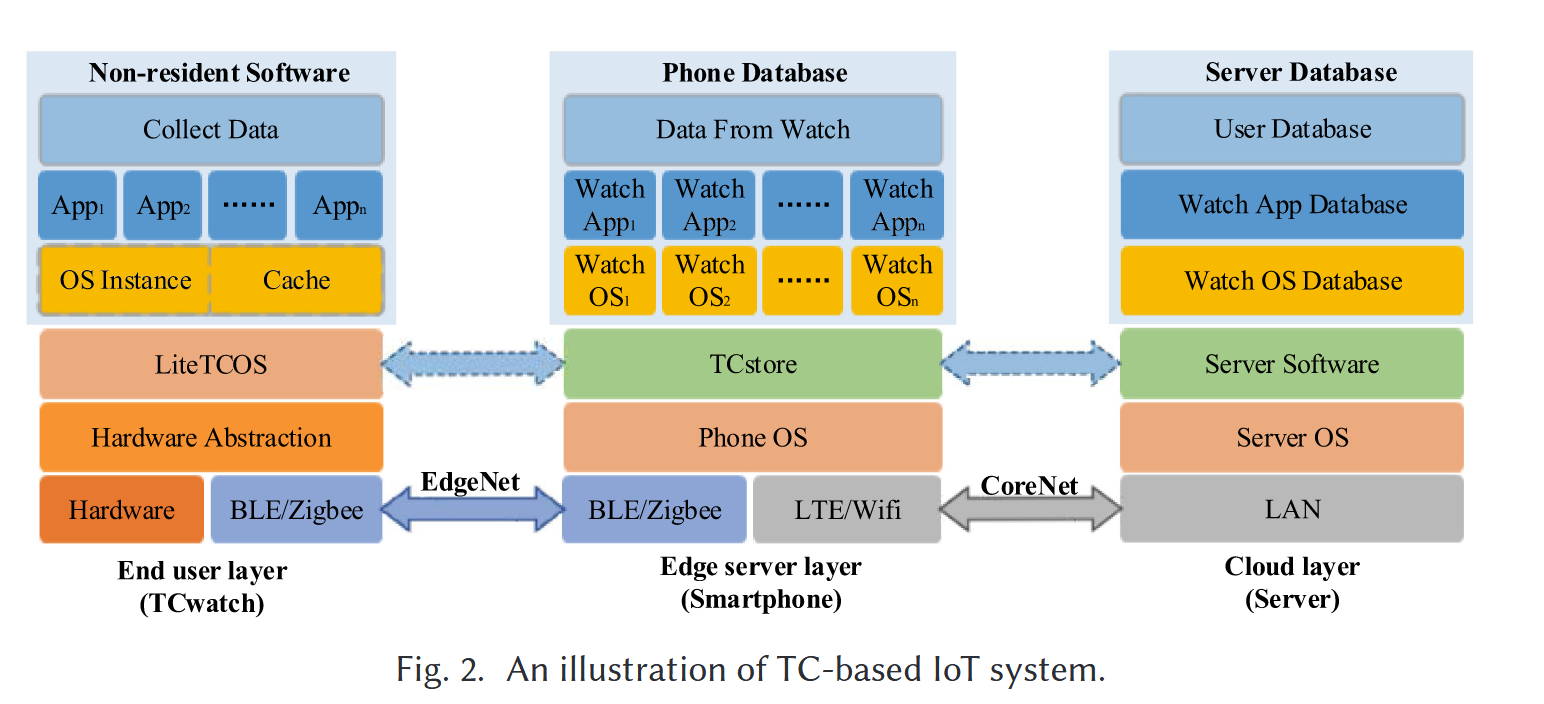 Non-resident Software
Collect Data
App1 App2 ...... Appn
OS Instance Cache
LiteTCOS
Hardware Abstraction
Hardware BLE/Zigbee
End user layer
(TCwatch)
EdgeNet
Phone Database
Data From Watch
Watch App1 Watch App2 ...... Watch Appn
Watch OS1 Watch OS2 ...... Watch OSn
TCstore
Phone OS
BLE/Zigbee LTE/Wifi
Edge server layer
(Smartphone)
CoreNet
Server Database
User Database
Watch App Database
Watch OS Database
Server Software
Server OS
LAN
Cloud layer
(Server)
Fig. 2. An illustration of TC-based IoT system.